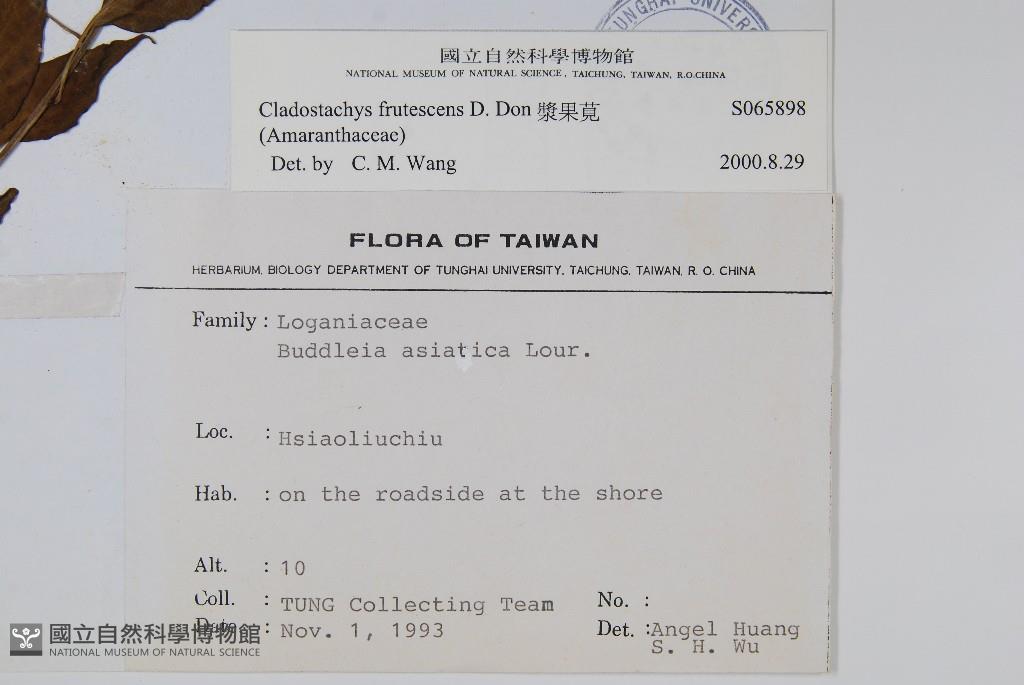 TUNGHAI UNIVER
國立自然科學博物館
NATIONAL MUSEUM OF NATURAL SCIENCE, TAICHUNG, TAIWAN, R.O.CHINA
Cladostachys frutescens D. Don 漿果莧 S065898
(Amaranthaceae)
Det. by C. M. Wang 2000.8.29
FLORA OF TAIWAN
HERBARIUM, BIOLOGY DEPARTMENT OF TUNGHAI UNIVERSITY, TAICHUNG, TAIWAN, R. O. CHINA
Family : Loganiaceae
Buddleia asiatica Lour.
Loc. : Hsiaoliuchiu
Hab. : on the roadside at the shore
Alt. : 10
Coll. : TUNG Collecting Team No. :
Date : Nov. 1, 1993 Det. : Angel Huang
S. H. Wu
國立自然科學博物館
NATIONAL MUSEUM OF NATURAL SCIENCE